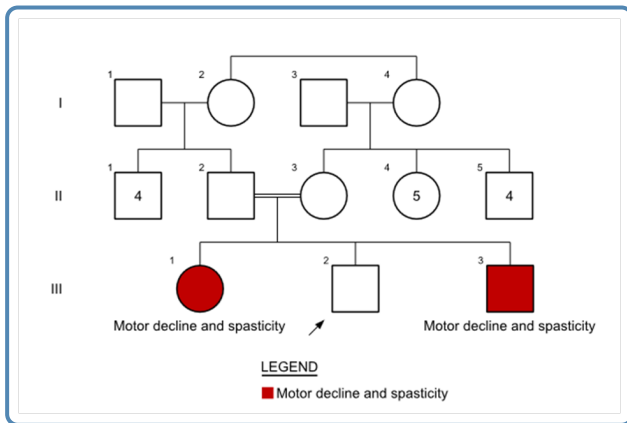 1 2 3 4
I
1 2 3 4 5
II 4 5 4
1 2 3
III
Motor decline and spasticity Motor decline and spasticity
LEGEND
Motor decline and spasticity